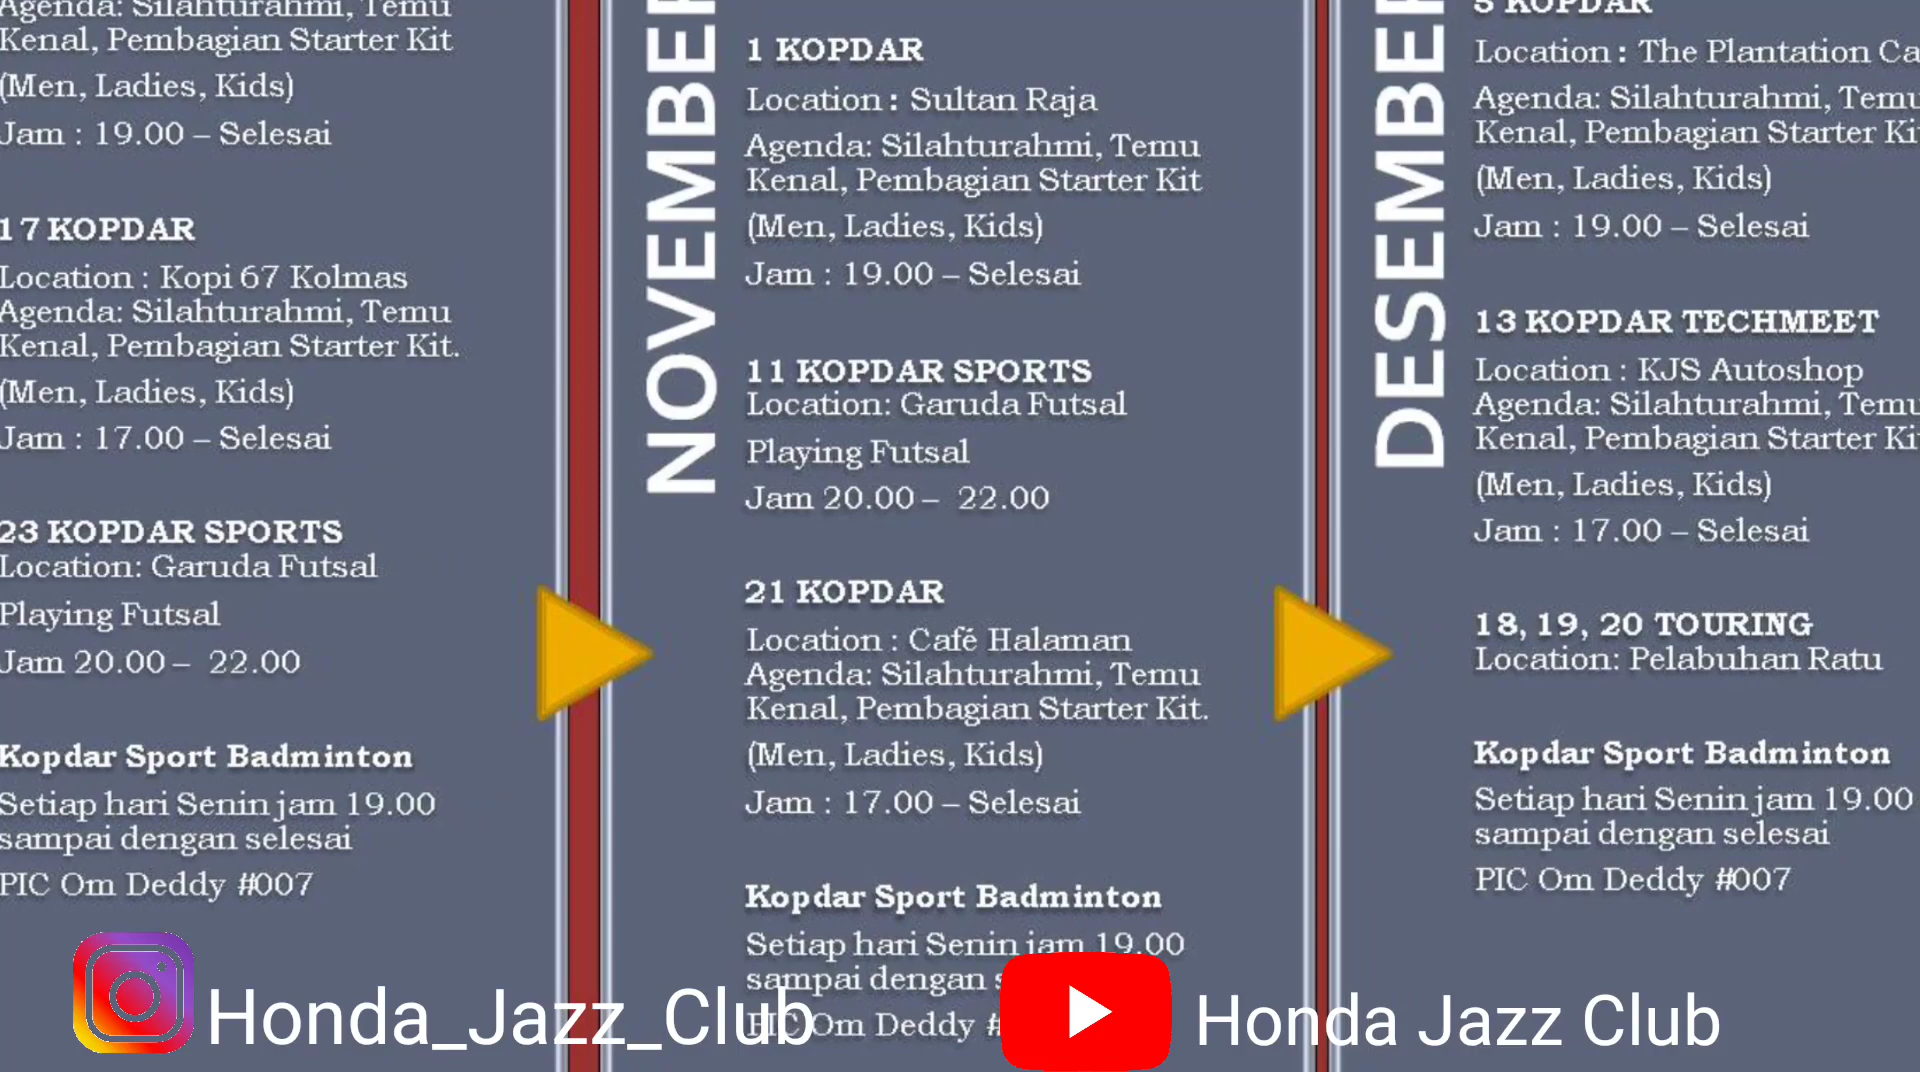 Agenda: Silahturahmi, Temu
Kenal, Pembagian Starter Kit
(Men, Ladies, Kids)
Jam : 19.00 – Selesai
17 KOPDAR
Location : Kopi 67 Kolmas
Agenda: Silahturahmi, Temu
Kenal, Pembagian Starter Kit.
(Men, Ladies, Kids)
Jam : 17.00 – Selesai
23 KOPDAR SPORTS
Location: Garuda Futsal
Playing Futsal
Jam 20.00 – 22.00
Kopdar Sport Badminton
Setiap hari Senin jam 19.00
sampai dengan selesai
PIC Om Deddy #007
NOVEMBER
1 KOPDAR
Location : Sultan Raja
Agenda: Silahturahmi, Temu
Kenal, Pembagian Starter Kit
(Men, Ladies, Kids)
Jam : 19.00 – Selesai
11 KOPDAR SPORTS
Location: Garuda Futsal
Playing Futsal
Jam 20.00 – 22.00
21 KOPDAR
Location : Café Halaman
Agenda: Silahturahmi, Temu
Kenal, Pembagian Starter Kit.
(Men, Ladies, Kids)
Jam : 17.00 – Selesai
Kopdar Sport Badminton
Setiap hari Senin jam 19.00
sampai dengan
PIC Om Deddy #
DESEMBER
5 KOPDAR
Location : The Plantation
Agenda: Silahturahmi, Temu
Kenal, Pembagian Starter
(Men, Ladies, Kids)
Jam : 19.00 – Selesai
13 KOPDAR TECHMEET
Location : KJS Autoshop
Agenda: Silahturahmi, Temu
Kenal, Pembagian Starter
(Men, Ladies, Kids)
Jam : 17.00 – Selesai
18, 19, 20 TOURING
Location: Pelabuhan Ratu
Kopdar Sport Badminton
Setiap hari Senin jam 19.00
sampai dengan selesai
PIC Om Deddy #007
Honda_Jazz_Club
Honda Jazz Club